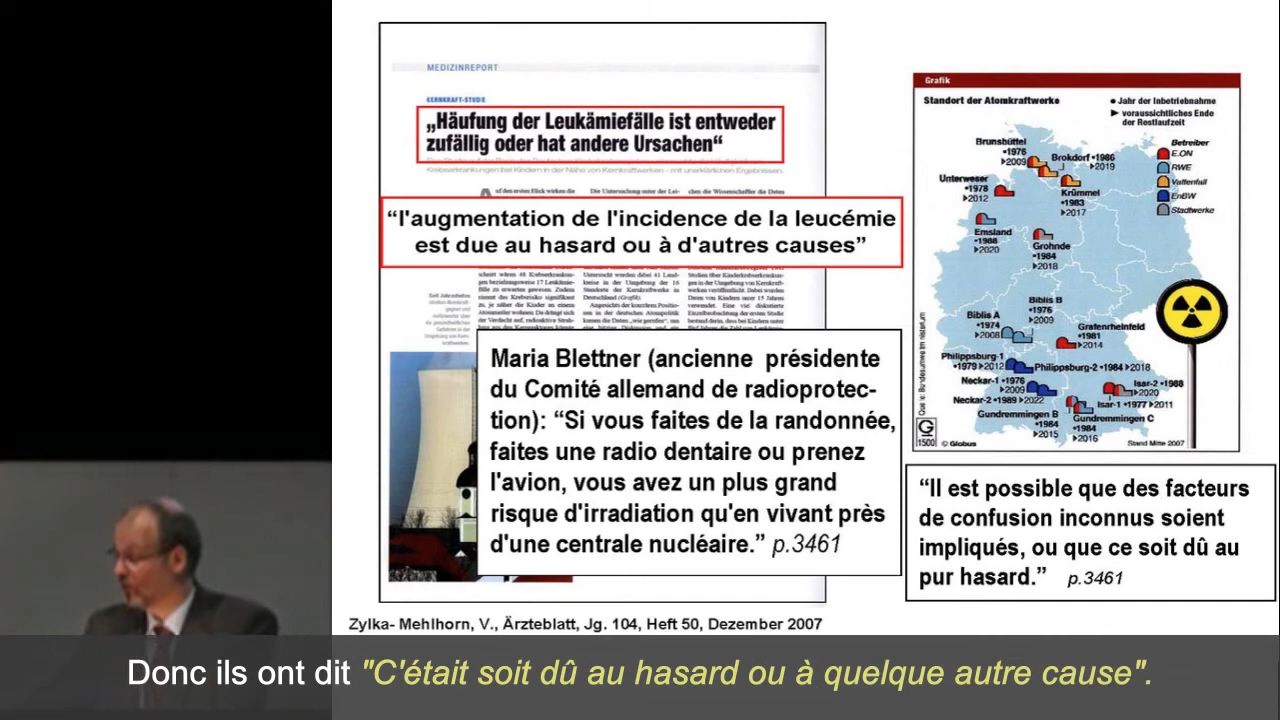 MEDIZINREPORT
KERNKRAFT-STUDIE
„Häufung der Leukämiefälle ist entweder
zufällig oder hat andere Ursachen“
“l'augmentation de l'incidence de la leucémie
est due au hasard ou à d'autres causes”
Maria Blettner (ancienne présidente
du Comité allemand de radioprotec-
tion): “Si vous faites de la randonnée,
faites une radio dentaire ou prenez
l'avion, vous avez un plus grand
risque d'irradiation qu'en vivant près
d'une centrale nucléaire.” p.3461
Zylka- Mehlhorn, V., Ärzteblatt, Jg. 104, Heft 50, Dezember 2007
Grafik
Standort der Atomkraftwerke
• Jahr der Inbetriebnahme
▶ voraussichtliches Ende
der Restlaufzeit
Betreiber
E.ON
RWE
Vattenfall
EnBW
Stadtwerke
Brunsbüttel
•1976
▶2009
Brokdorf •1986
▶2019
Unterweser
•1978
▶2012
Krümmel
•1983
▶2017
Emsland
•1988
▶2020
Grohnde
•1984
▶2018
Biblis B
•1976
▶2009
Biblis A
•1974
▶2008
Grafenrheinfeld
•1981
▶2014
Philippsburg-1
•1979 ▶2012
Philippsburg-2 •1984 ▶2018
Neckar-1 •1976
▶2009
Neckar-2 •1989 ▶2022
Isar-2 •1988
▶2020
Isar-1 •1977 ▶2011
Gundremmingen B
•1984
▶2015
Gundremmingen C
•1984
▶2016
1500
© Globus
Stand Mitte 2007
“Il est possible que des facteurs
de confusion inconnus soient
impliqués, ou que ce soit dû au
pur hasard.” p.3461
Donc ils ont dit "C'était soit dû au hasard ou à quelque autre cause".